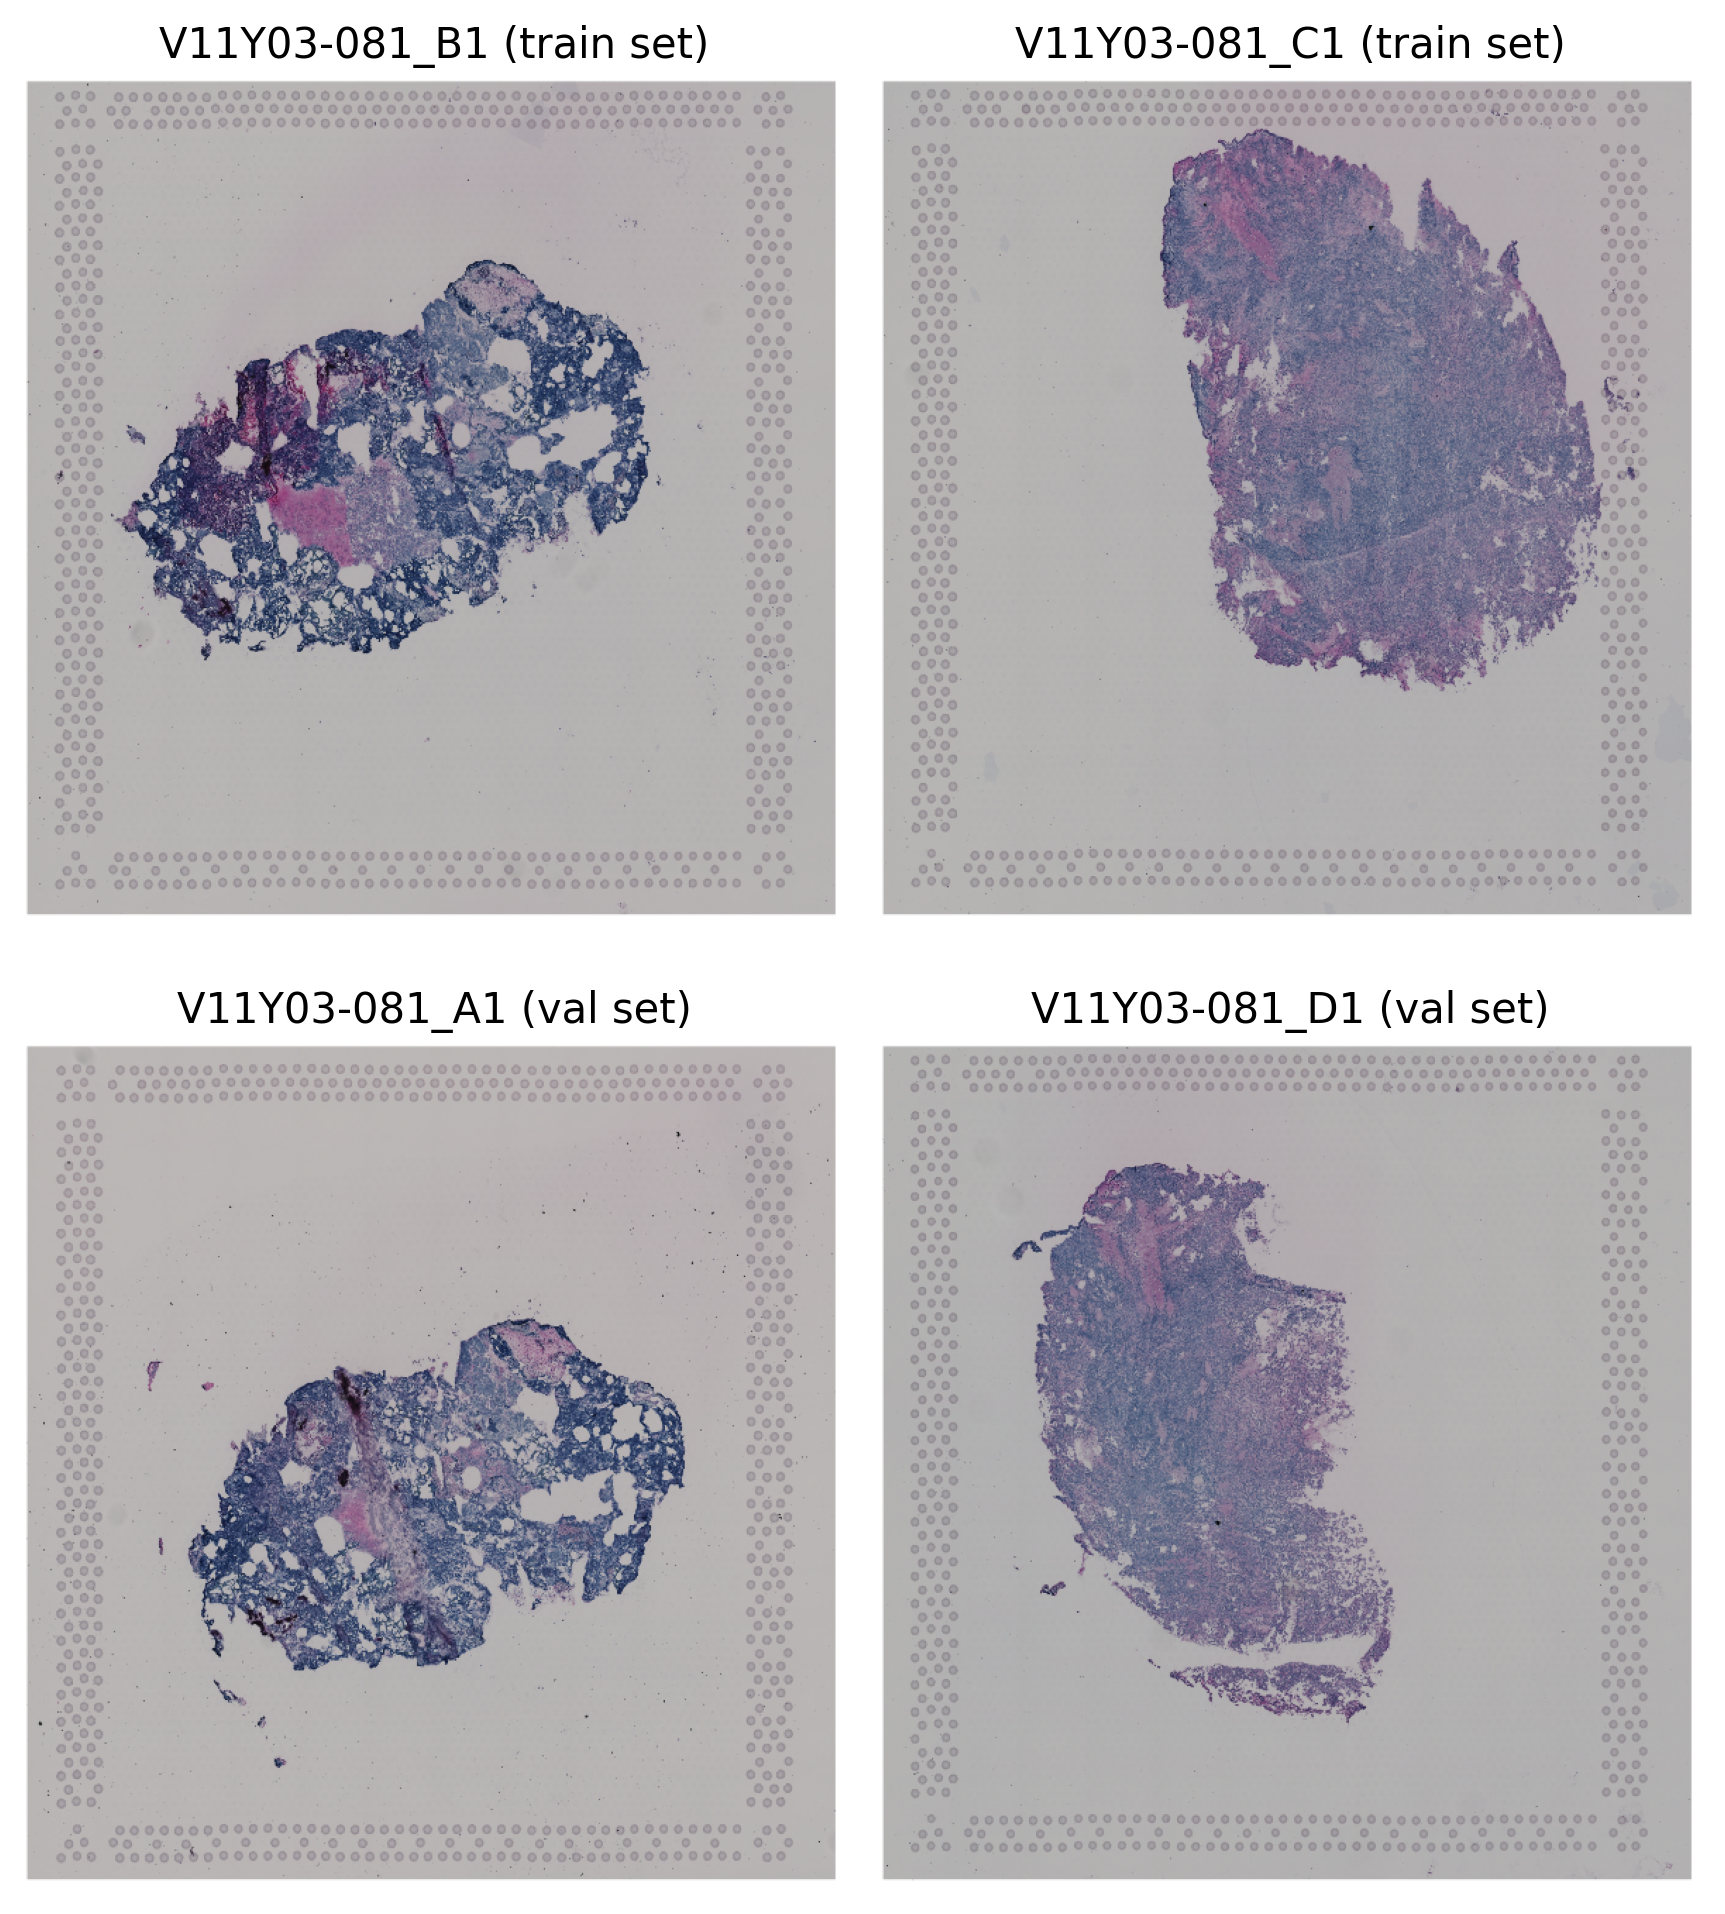 V11Y03-081_B1 (train set)
V11Y03-081_C1 (train set)
V11Y03-081_A1 (val set)
V11Y03-081_D1 (val set)